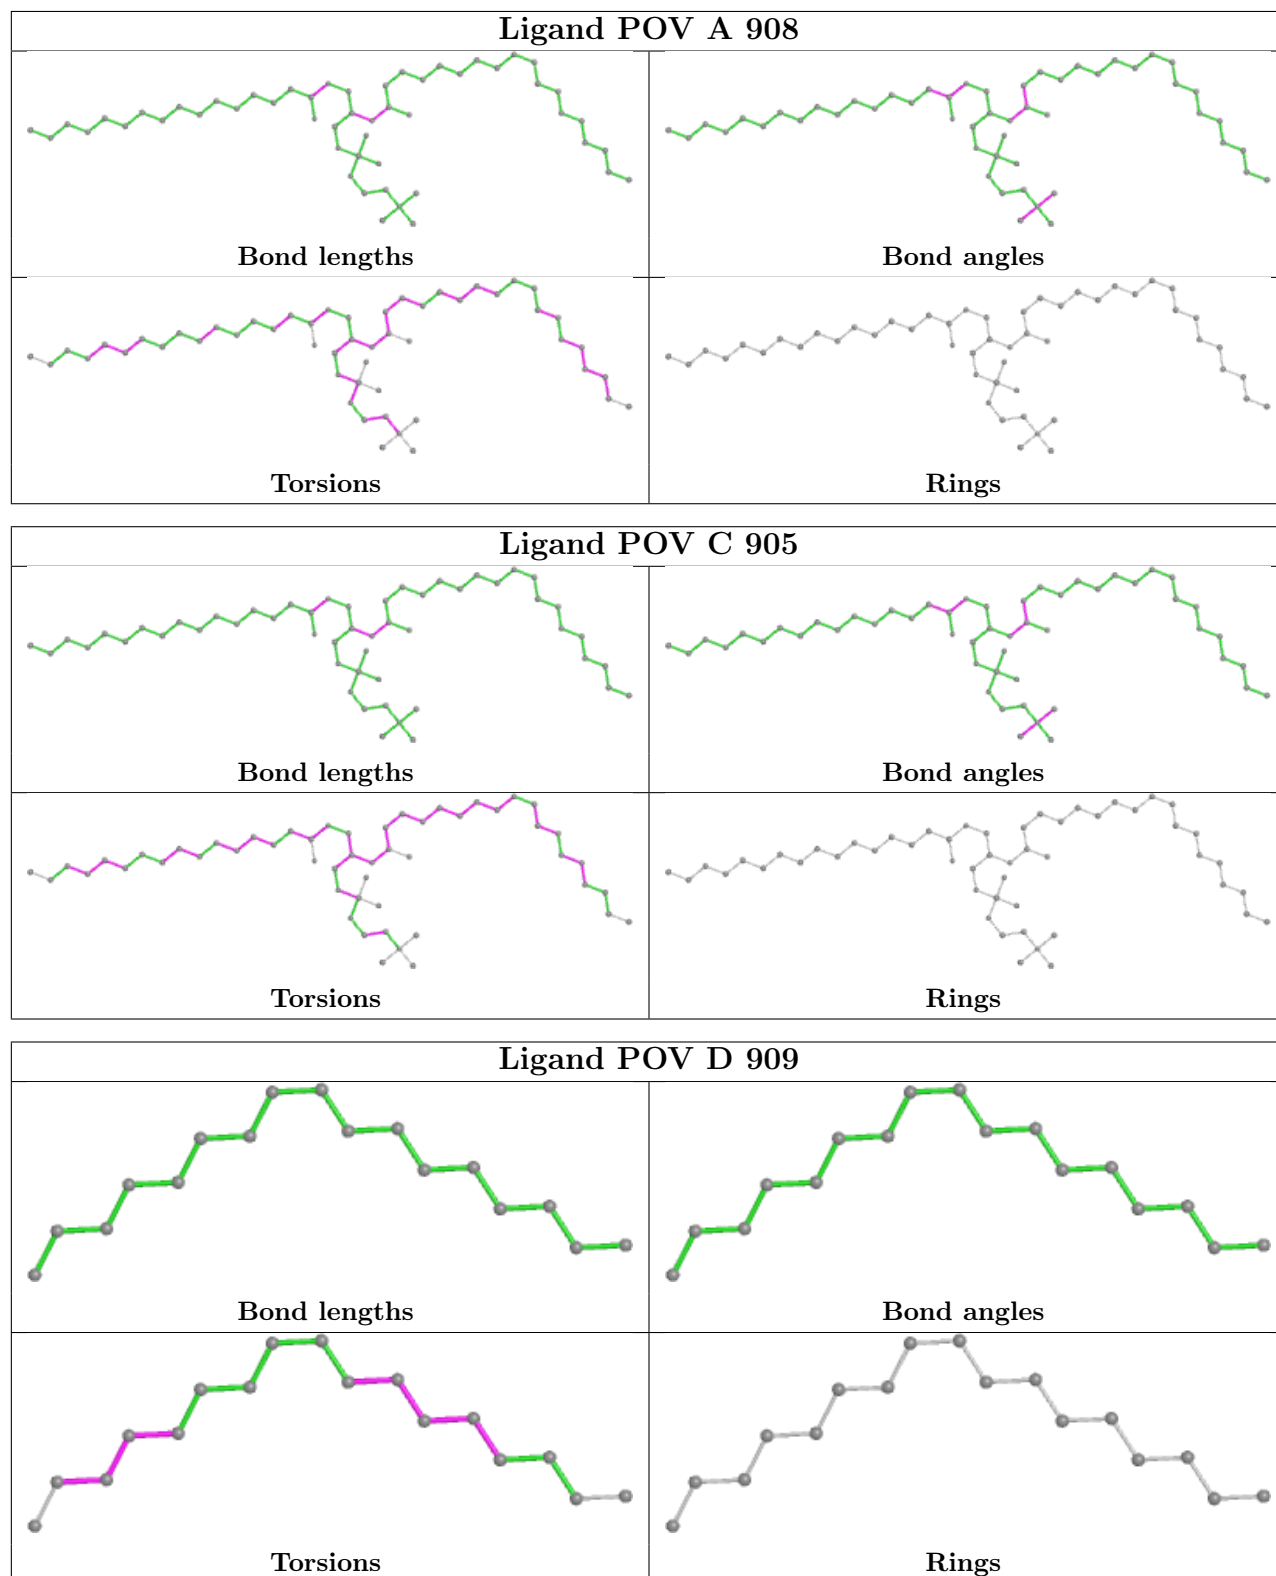 Ligand POV A 908
Bond lengths
Bond angles
Torsions
Rings
Ligand POV C 905
Bond lengths
Bond angles
Torsions
Rings
Ligand POV D 909
Bond lengths
Bond angles
Torsions
Rings